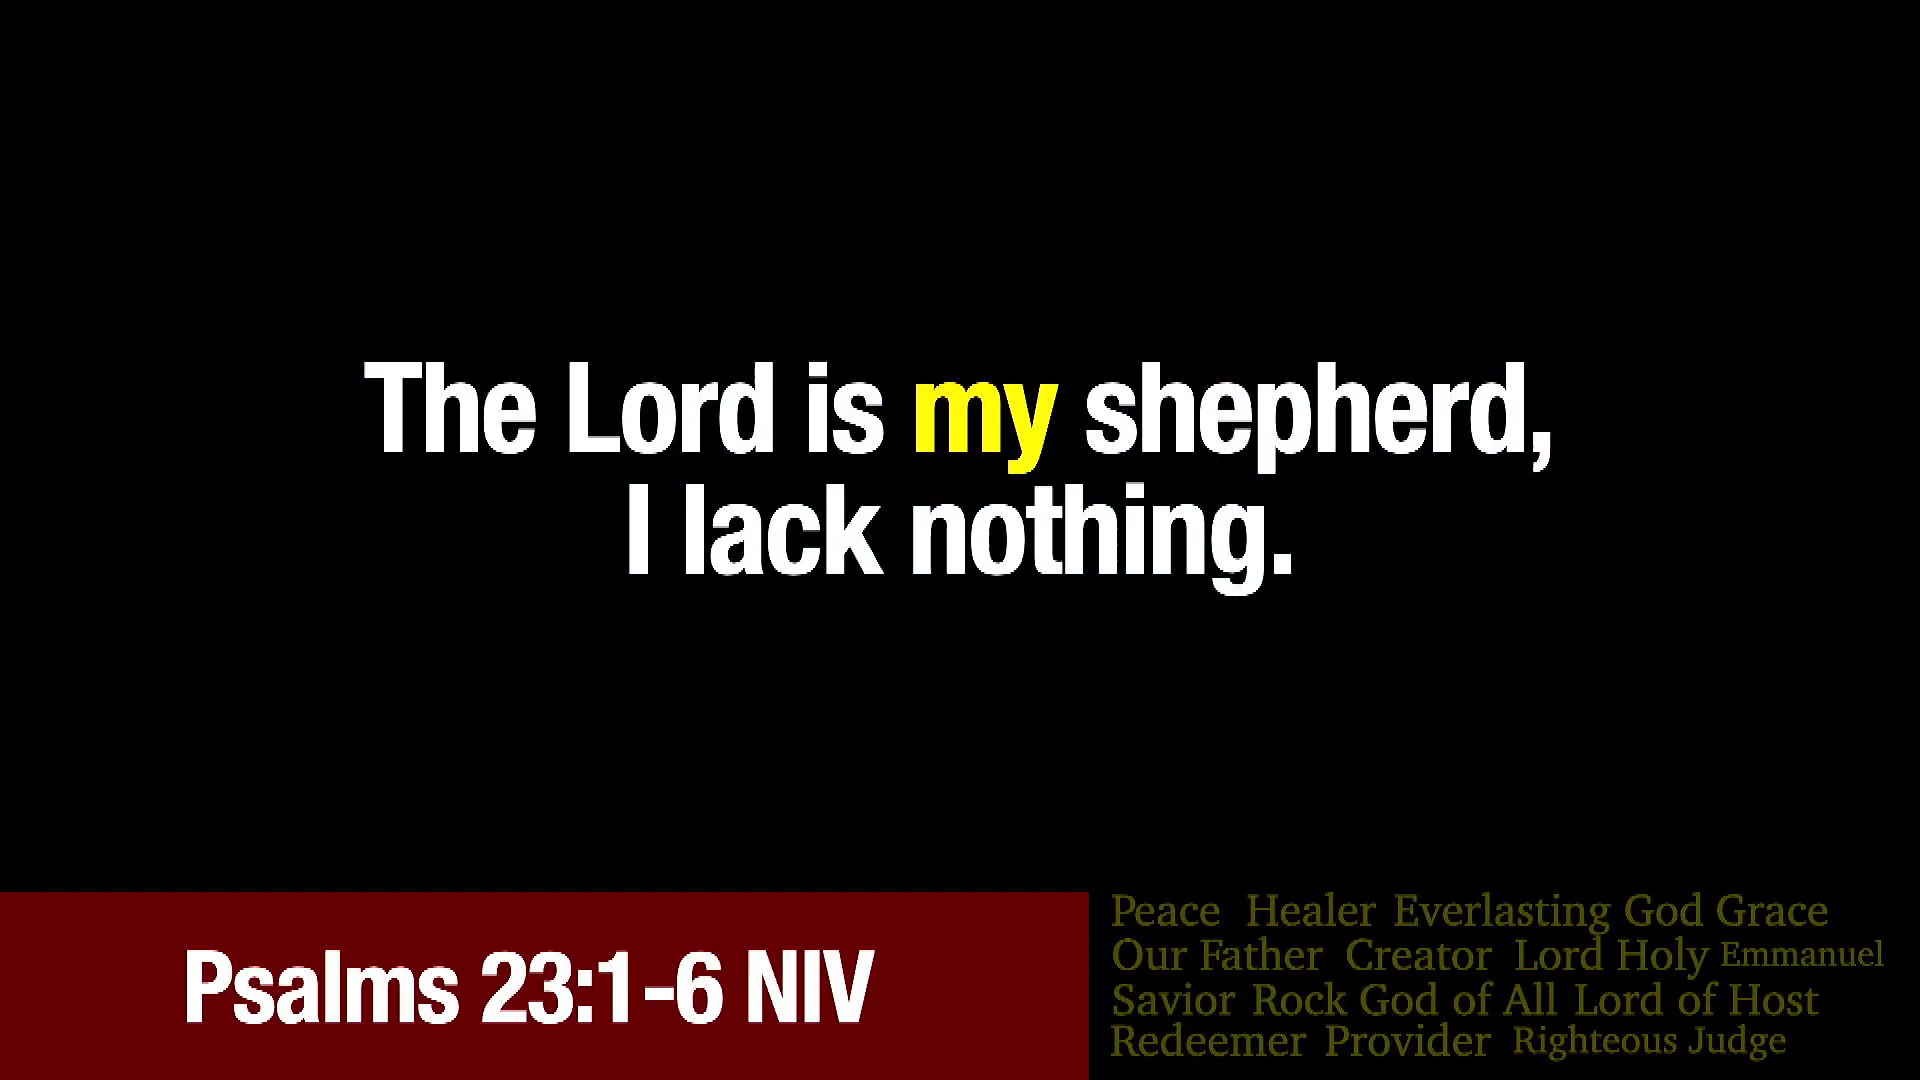 The Lord is my shepherd,
I lack nothing.
Psalms 23:1-6 NIV
Peace Healer Everlasting God Grace
Our Father Creator Lord Holy Emmanuel
Savior Rock God of All Lord of Host
Redeemer Provider Righteous Judge